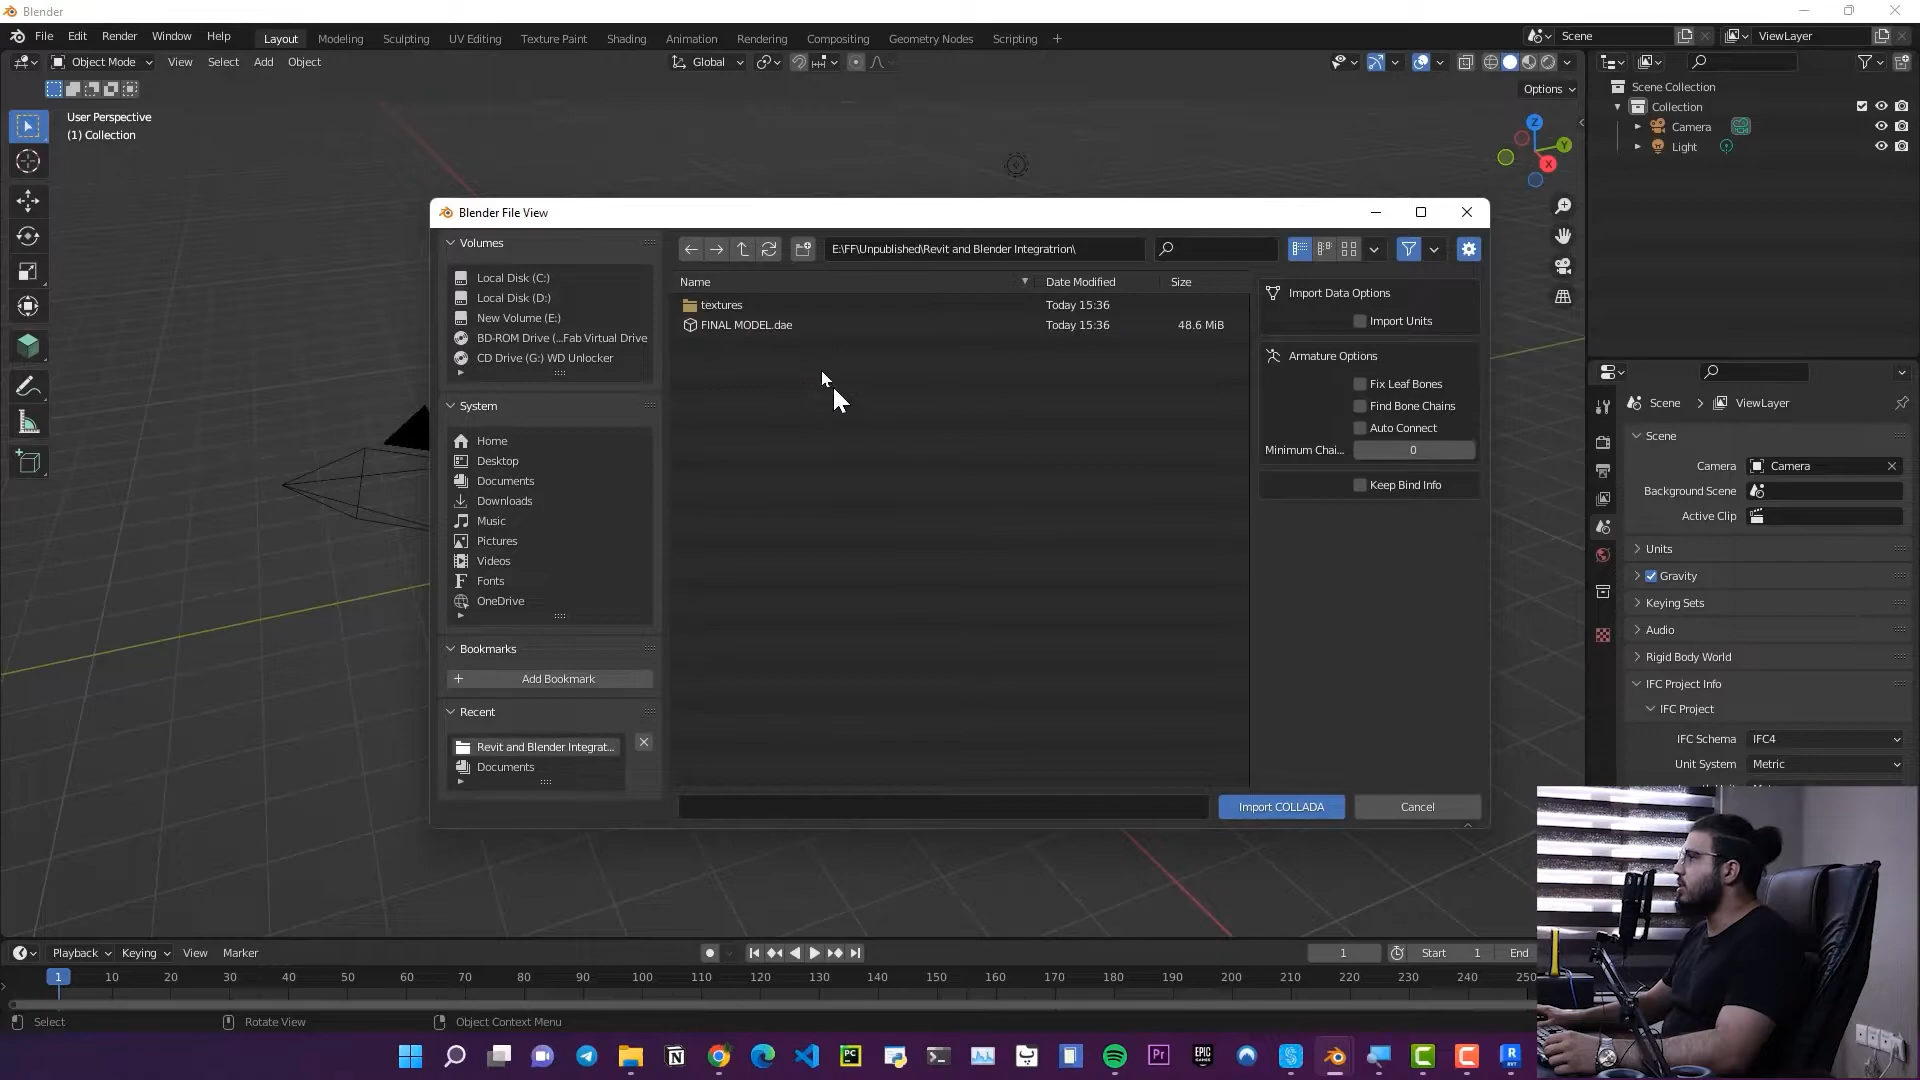 Blender
File Edit Render Window Help
Layout Modeling Sculpting UV Editing Texture Paint Shading Animation Rendering Compositing Geometry Nodes Scripting +
Scene
ViewLayer
Object Mode View Select Add Object
Global
Options
User Perspective
(1) Collection
Z
Y
X
Scene Collection
Collection
Camera
Light
Blender File View
Volumes
Local Disk (C:)
Local Disk (D:)
New Volume (E:)
BD-ROM Drive (...Fab Virtual Drive
CD Drive (G:) WD Unlocker
System
Home
Desktop
Documents
Downloads
Music
Pictures
Videos
Fonts
OneDrive
Bookmarks
Add Bookmark
Recent
Revit and Blender Integrat...
Documents
E:\FF\Unpublished\Revit and Blender Integratrion\
Name Date Modified Size
textures Today 15:36
FINAL MODEL.dae Today 15:36 48.6 MiB
Import Data Options
Import Units
Armature Options
Fix Leaf Bones
Find Bone Chains
Auto Connect
Minimum Chai... 0
Keep Bind Info
Import COLLADA
Cancel
Scene > ViewLayer
Scene
Camera Camera
Background Scene
Active Clip
Units
Gravity
Keying Sets
Audio
Rigid Body World
IFC Project Info
IFC Project
IFC Schema IFC4
Unit System Metric
Playback Keying View Marker
1 Start 1 End
1 10 20 30 40 50 60 70 80 90 100 110 120 130 140 150 160 170 180 190 200 210 220 230 240 250
Select Rotate View Object Context Menu
N PC Pr EPIC GAMES C C R